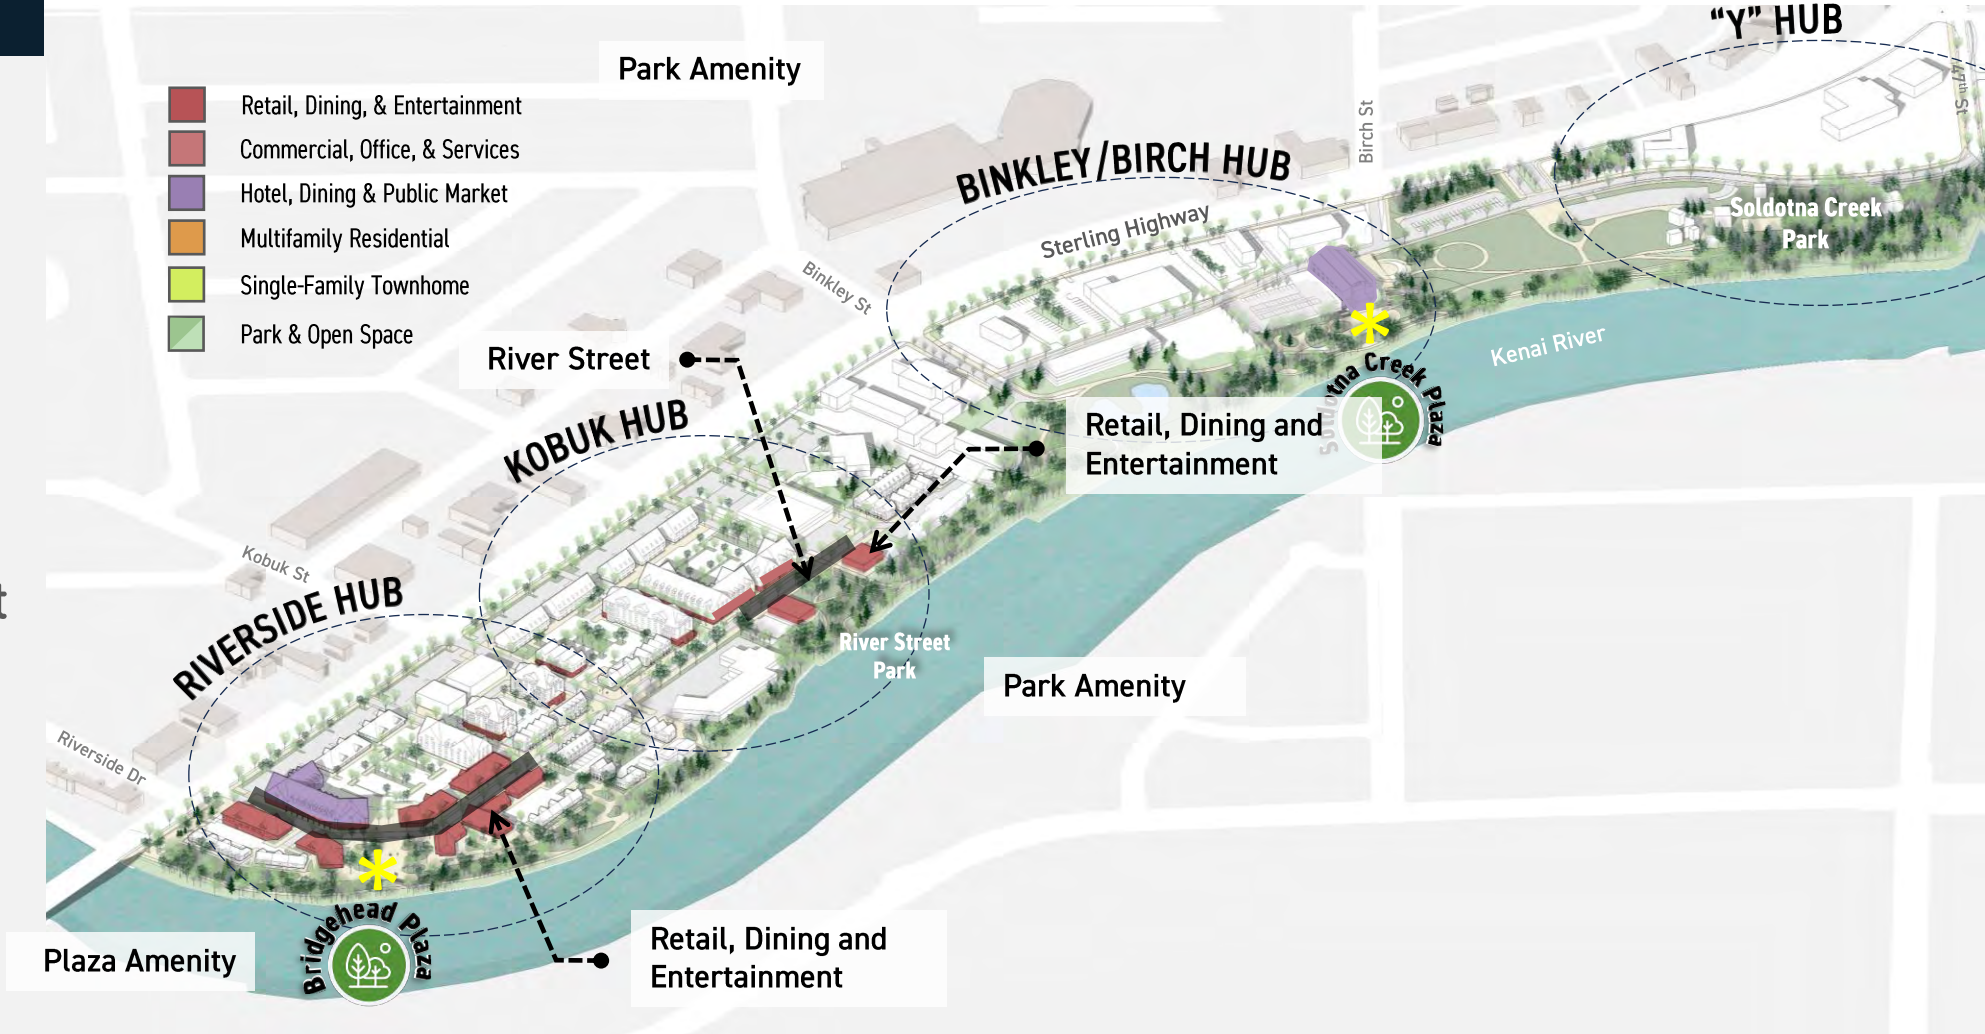 "Y" HUB
Park Amenity
47th St
Retail, Dining, & Entertainment
Commercial, Office, & Services
Hotel, Dining & Public Market
Multifamily Residential
Single-Family Townhome
Park & Open Space
Birch St
BINKLEY/BIRCH HUB
Sterling Highway
Soldotna Creek
Park
Binkley St
Kenai River
River Street
Creek Plaza
KOBUK HUB
Retail, Dining and
Entertainment
Kobuk St
RIVERSIDE HUB
River Street
Park
Park Amenity
Riverside Dr
Bridgehead Plaza
Plaza Amenity
Retail, Dining and
Entertainment